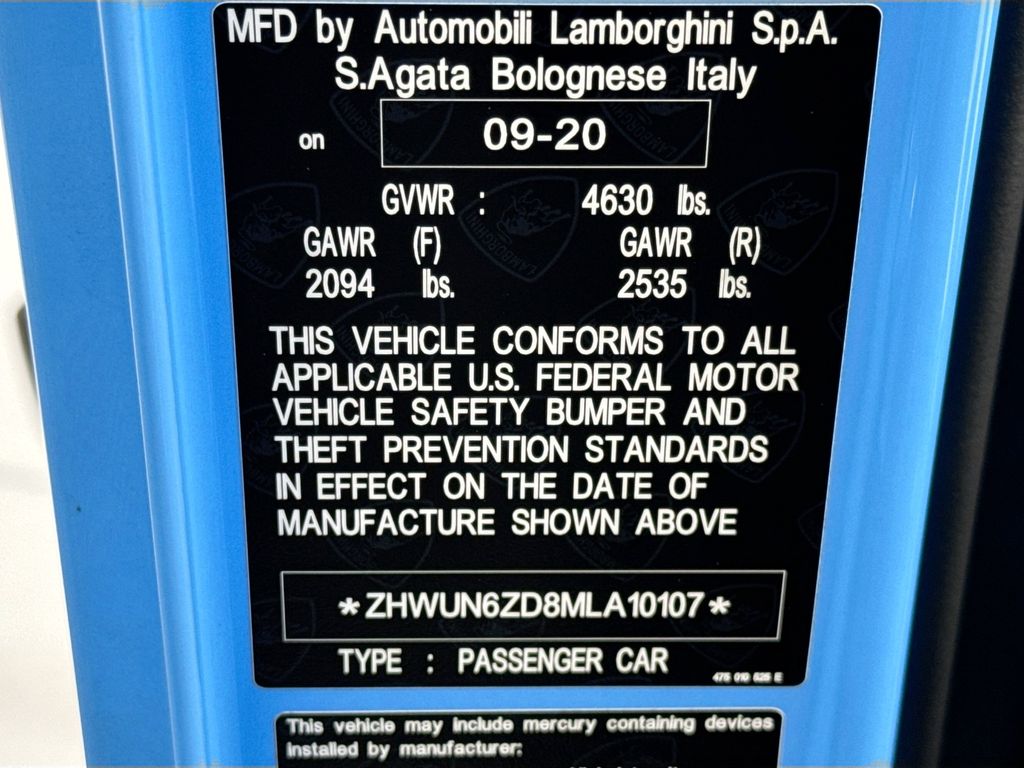 MFD by Automobili Lamborghini S.p.A.
S.Agata Bolognese Italy
on 09-20
GVWR : 4630 lbs.
GAWR (F) GAWR (R)
2094 lbs. 2535 lbs.
THIS VEHICLE CONFORMS TO ALL
APPLICABLE U.S. FEDERAL MOTOR
VEHICLE SAFETY BUMPER AND
THEFT PREVENTION STANDARDS
IN EFFECT ON THE DATE OF
MANUFACTURE SHOWN ABOVE
*ZHWUN6ZD8MLA10107*
TYPE : PASSENGER CAR
475 010 525 E
This vehicle may include mercury containing devices
installed by manufacturer: